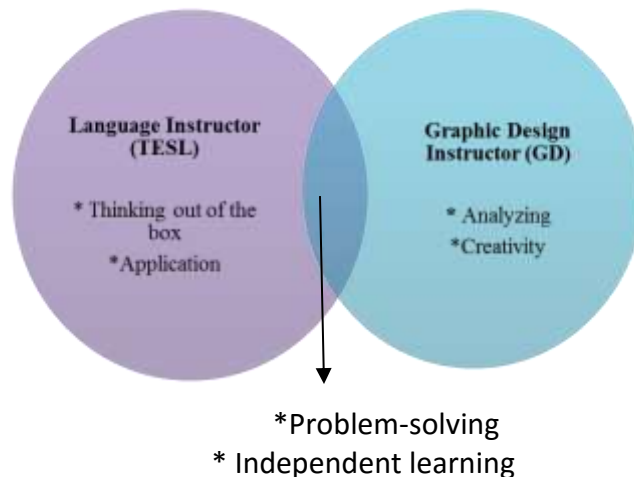 Language Instructor
(TESL)
* Thinking out of the
box
*Application
Graphic Design
Instructor (GD)
* Analyzing
*Creativity
*Problem-solving
* Independent learning